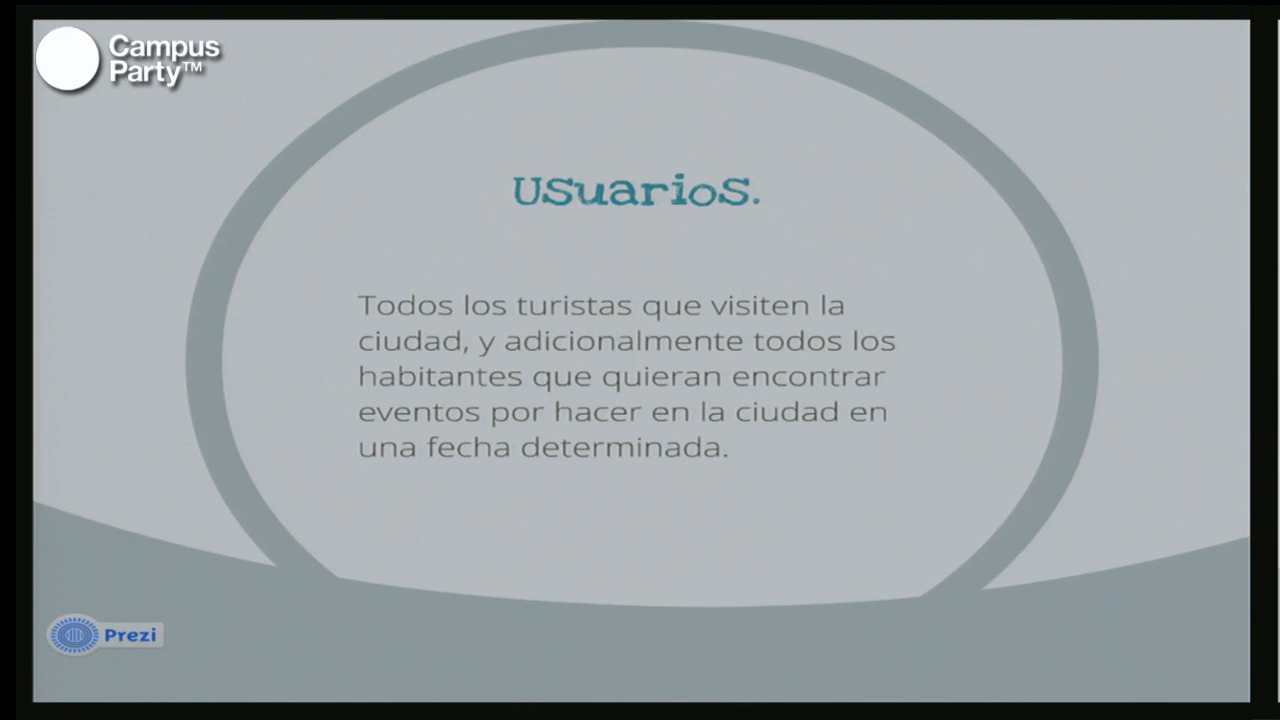 Campus
Party™
Usuarios.
Todos los turistas que visiten la
ciudad, y adicionalmente todos los
habitantes que quieran encontrar
eventos por hacer en la ciudad en
una fecha determinada.
Prezi